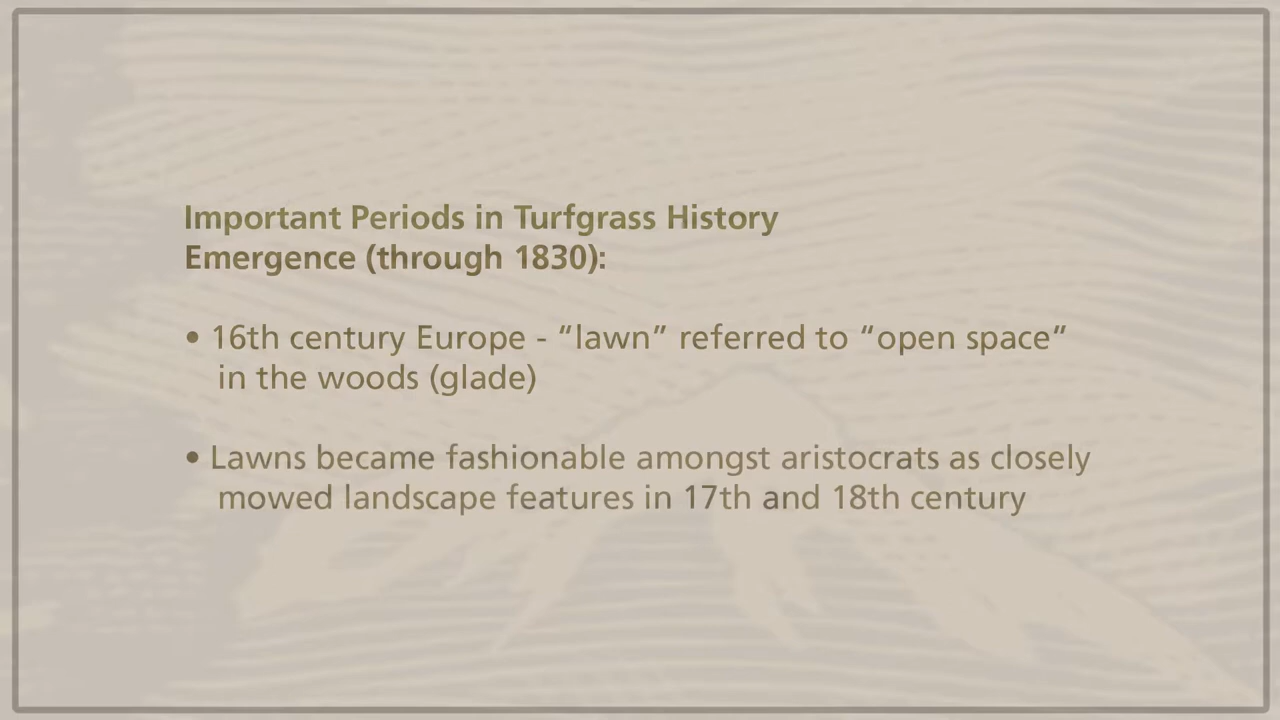 Important Periods in Turfgrass History
Emergence (through 1830):
• 16th century Europe - “lawn” referred to “open space”
in the woods (glade)
• Lawns became fashionable amongst aristocrats as closely
mowed landscape features in 17th and 18th century